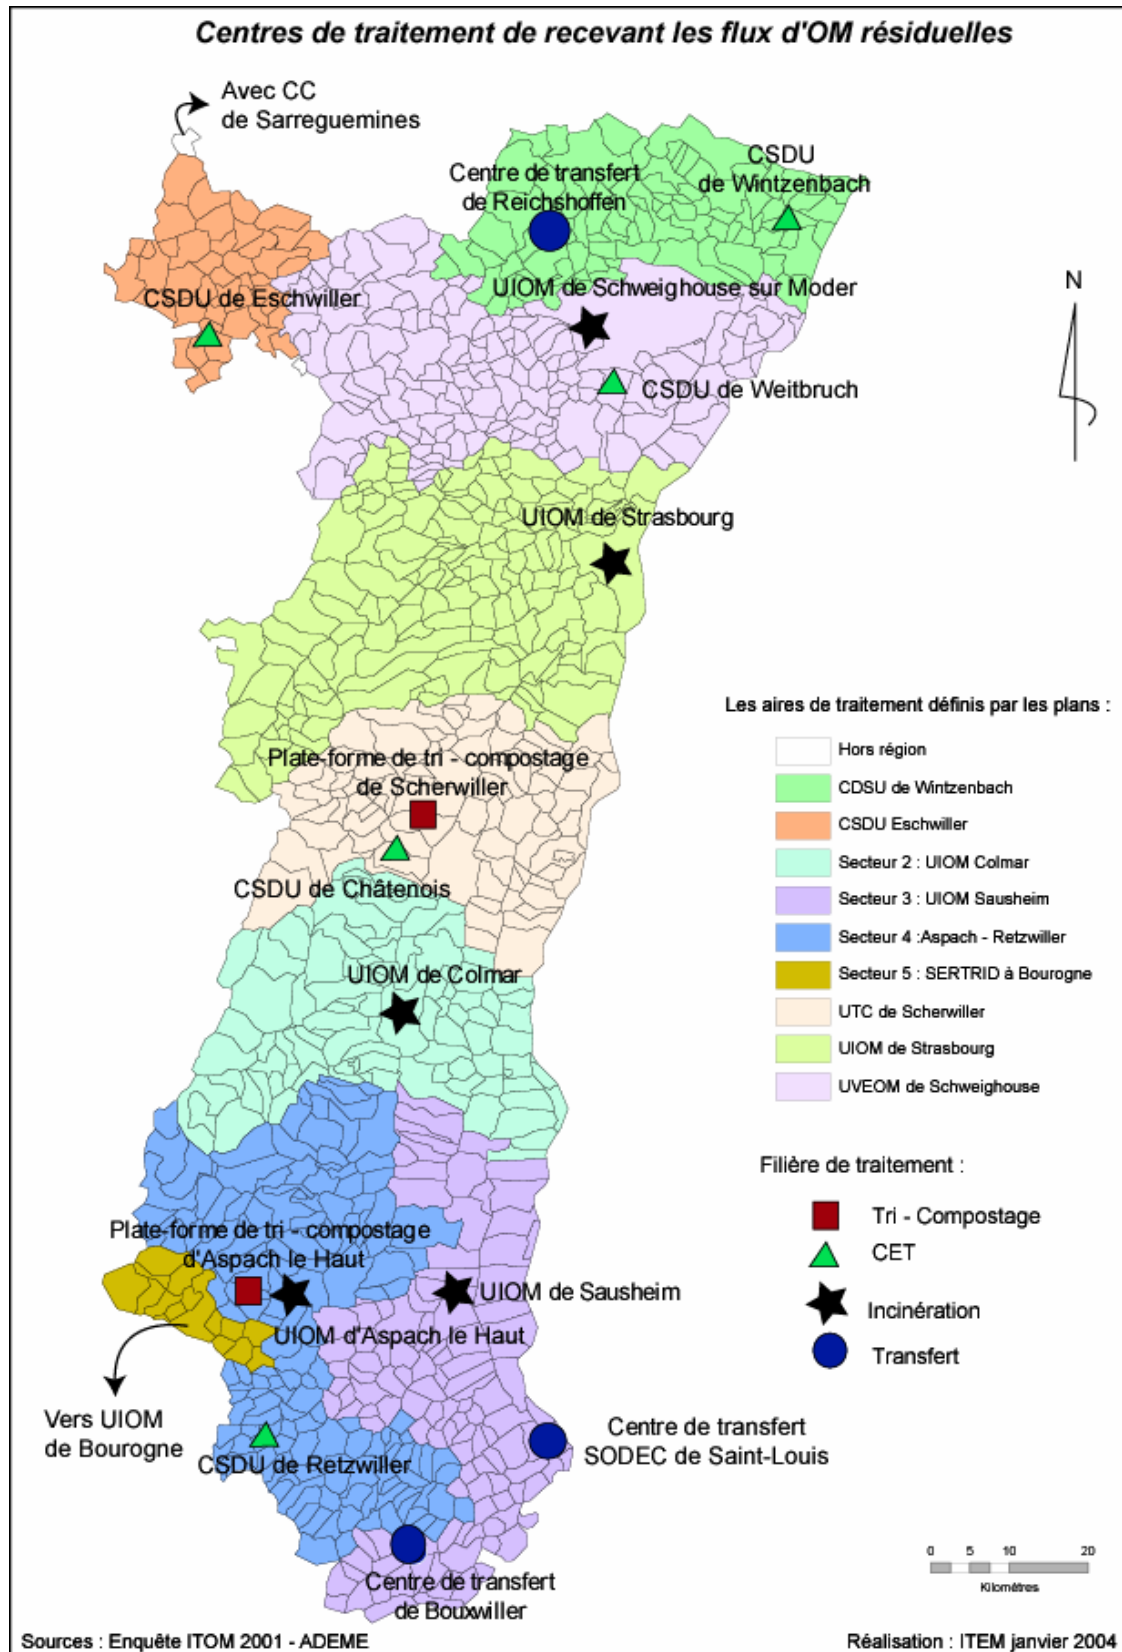 Centres de traitement de recevant les flux d'OM résiduelles
Avec CC
de Sarreguemines
CSDU
de Wintzenbach
Centre de transfert
de Reichshoffen
UIOM de Schweighouse sur Moder
CSDU de Eschwiller
N
CSDU de Weitbruch
UIOM de Strasbourg
Les aires de traitement définis par les plans :
Hors région
CDSU de Wintzenbach
CSDU Eschwiller
Secteur 2 : UIOM Colmar
Secteur 3 : UIOM Sausheim
Secteur 4 :Aspach - Retzwiller
Secteur 5 : SERTRID à Bourogne
UTC de Scherwiller
UIOM de Strasbourg
UVEOM de Schweighouse
Plate-forme de tri - compostage
de Scherwiller
CSDU de Châtenois
UIOM de Colmar
Filière de traitement :
Tri - Compostage
CET
Incinération
Transfert
Plate-forme de tri - compostage
d'Aspach le Haut
UIOM de Sausheim
UIOM d'Aspach le Haut
Vers UIOM
de Bourogne
Centre de transfert
SODEC de Saint-Louis
CSDU de Retzwiller
Centre de transfert
de Bouxwiller
0 5 10 20
Kilomètres
Sources : Enquête ITOM 2001 - ADEME
Réalisation : ITEM janvier 2004